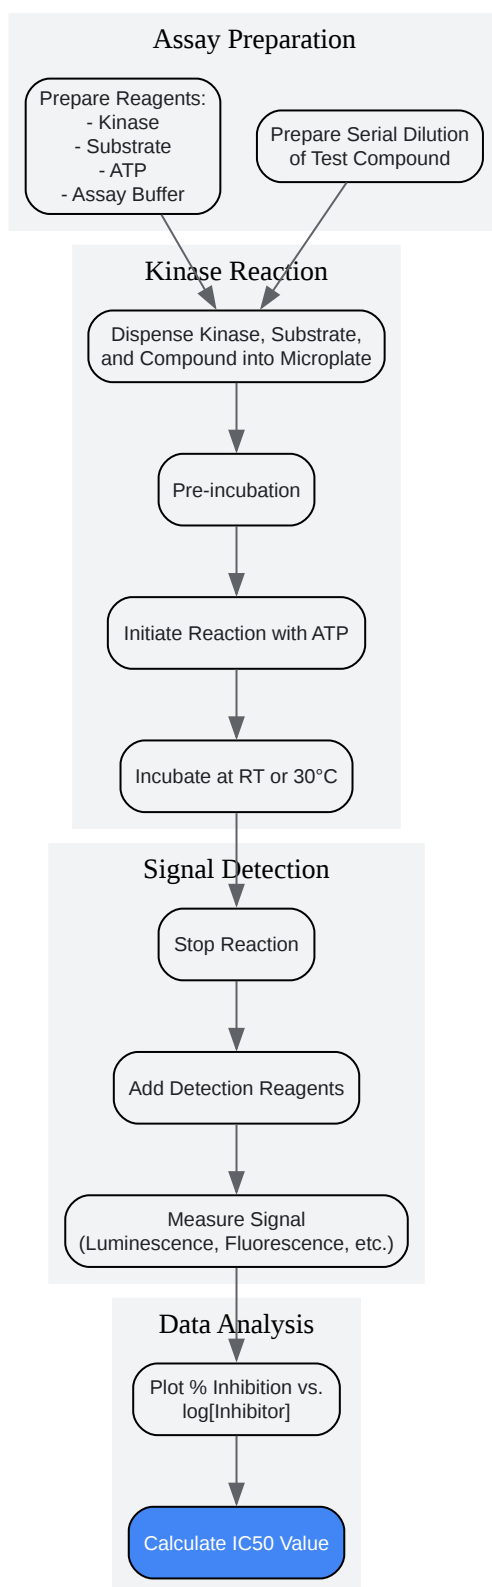 Assay Preparation
Prepare Reagents:
- Kinase
- Substrate
- ATP
- Assay Buffer
Prepare Serial Dilution
of Test Compound
Kinase Reaction
Dispense Kinase, Substrate,
and Compound into Microplate
Pre-incubation
Initiate Reaction with ATP
Incubate at RT or 30°C
Signal Detection
Stop Reaction
Add Detection Reagents
Measure Signal
(Luminescence, Fluorescence, etc.)
Data Analysis
Plot % Inhibition vs.
log[Inhibitor]
Calculate IC50 Value